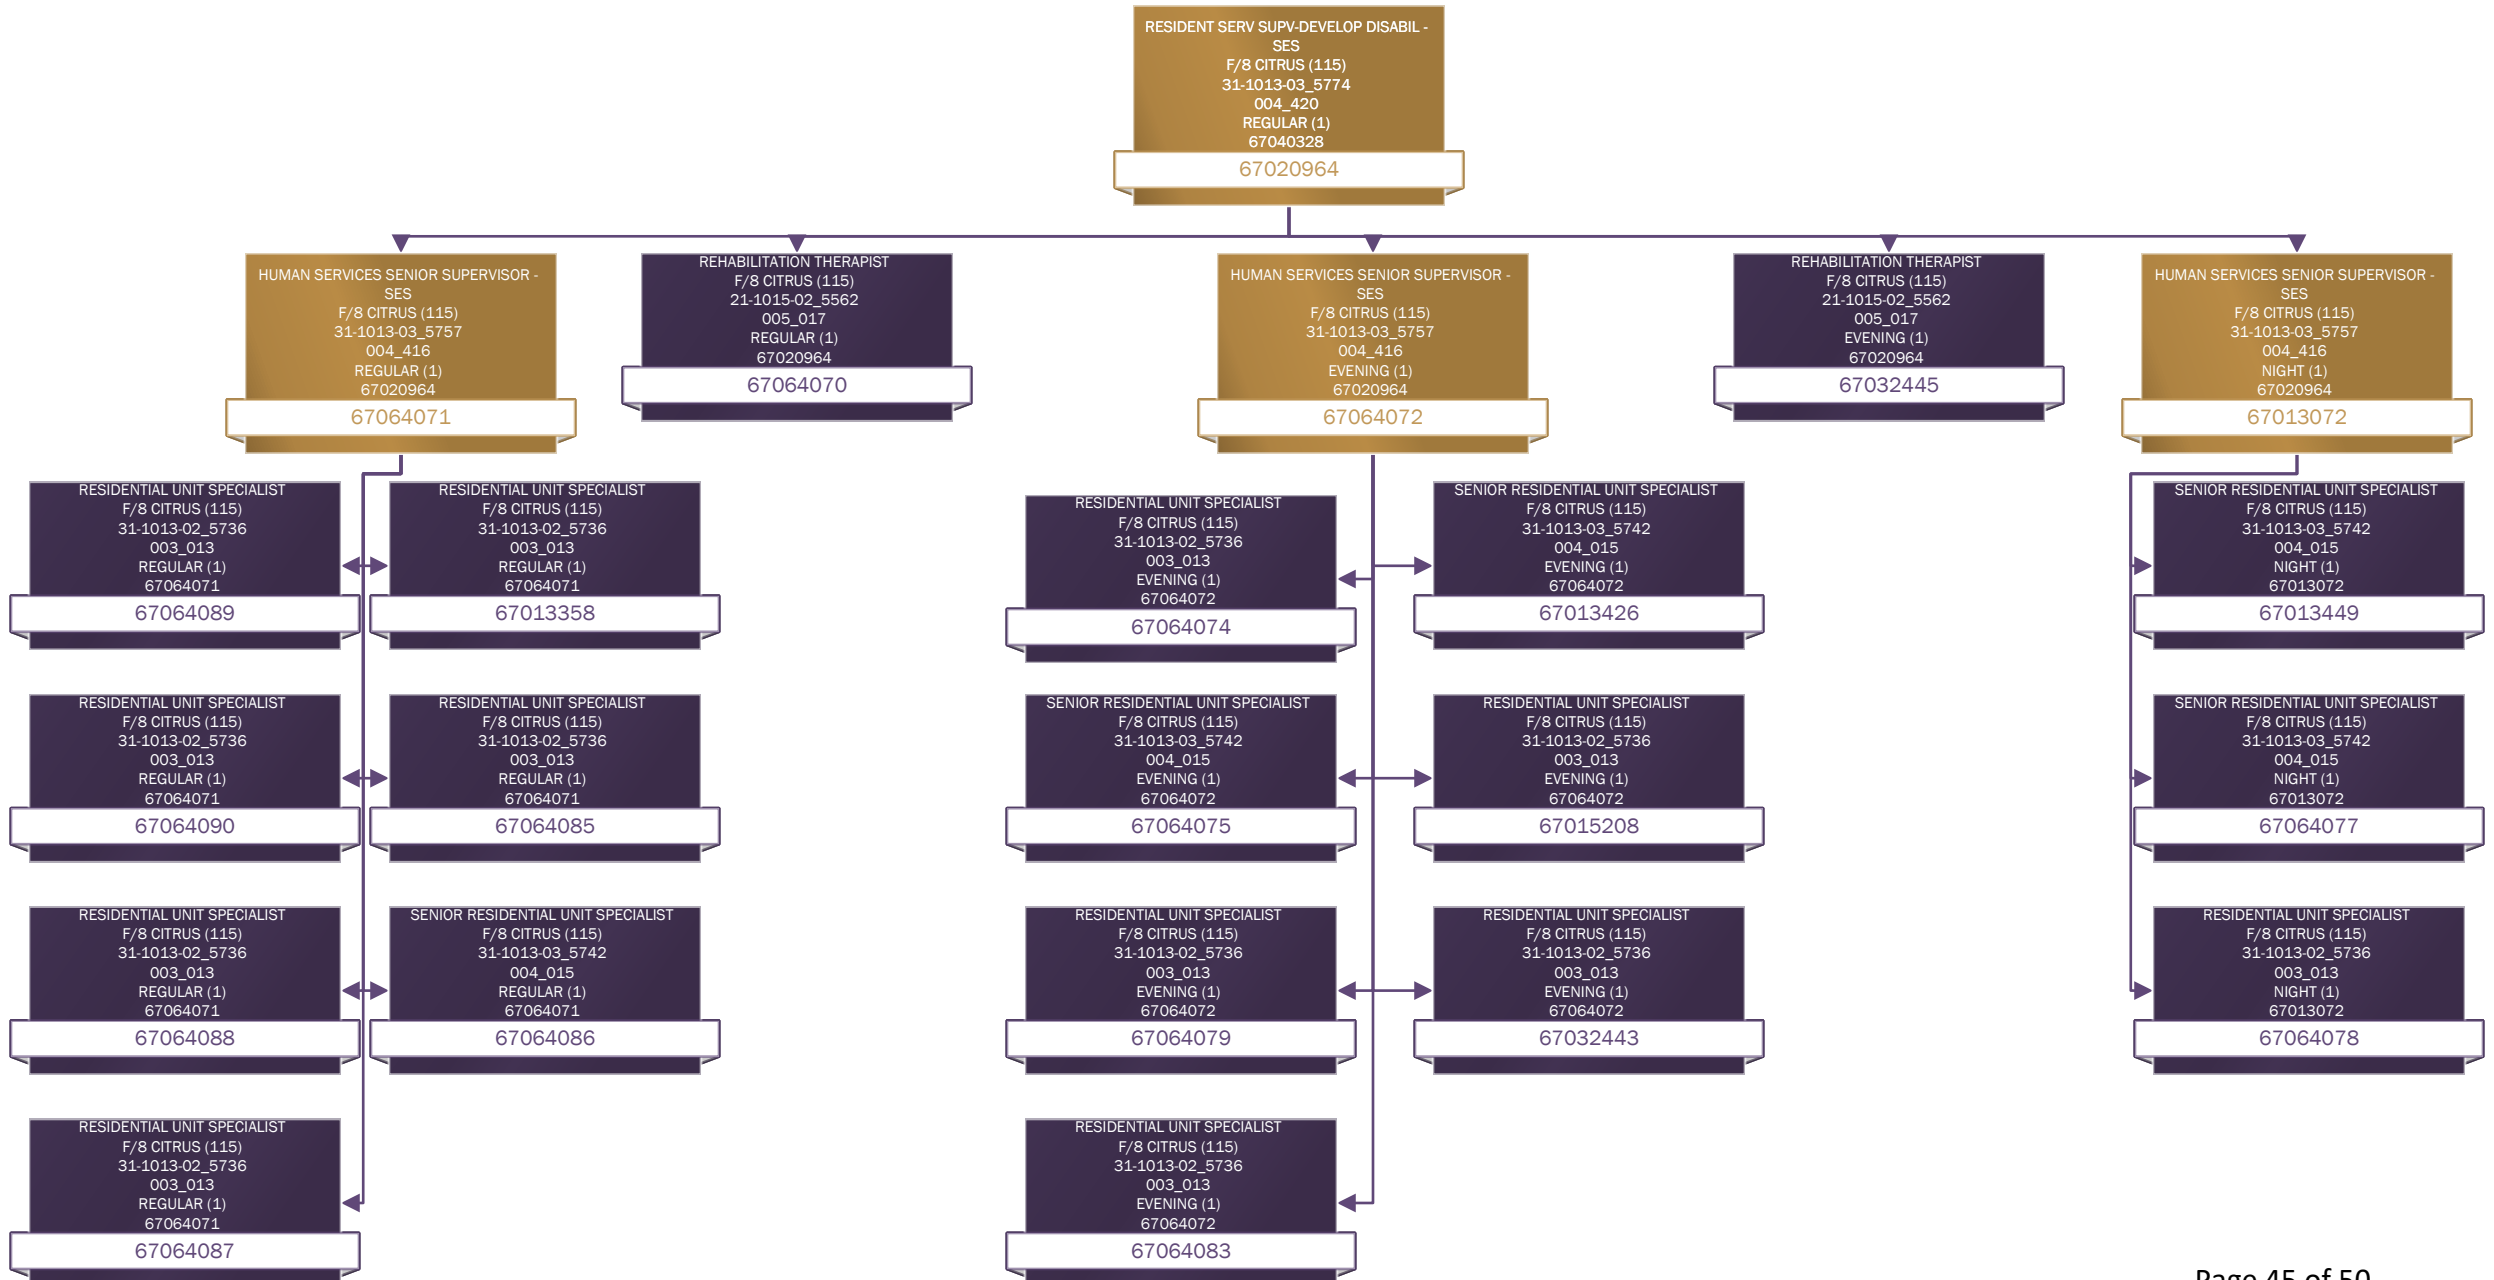 RESIDENT SERV SUPV-DEVELOP DISABIL -
SES
F/8 CITRUS (115)
31-1013-03_5774
004_420
REGULAR (1)
67040328
67020964
HUMAN SERVICES SENIOR SUPERVISOR -
SES
F/8 CITRUS (115)
31-1013-03_5757
004_416
REGULAR (1)
67020964
67064071
REHABILITATION THERAPIST
F/8 CITRUS (115)
21-1015-02_5562
005_017
REGULAR (1)
67020964
67064070
HUMAN SERVICES SENIOR SUPERVISOR -
SES
F/8 CITRUS (115)
31-1013-03_5757
004_416
EVENING (1)
67020964
67064072
REHABILITATION THERAPIST
F/8 CITRUS (115)
21-1015-02_5562
005_017
EVENING (1)
67020964
67032445
HUMAN SERVICES SENIOR SUPERVISOR -
SES
F/8 CITRUS (115)
31-1013-03_5757
004_416
NIGHT (1)
67020964
67013072
RESIDENTIAL UNIT SPECIALIST
F/8 CITRUS (115)
31-1013-02_5736
003_013
REGULAR (1)
67064071
67064089
RESIDENTIAL UNIT SPECIALIST
F/8 CITRUS (115)
31-1013-02_5736
003_013
REGULAR (1)
67064071
67013358
RESIDENTIAL UNIT SPECIALIST
F/8 CITRUS (115)
31-1013-02_5736
003_013
EVENING (1)
67064072
67064074
SENIOR RESIDENTIAL UNIT SPECIALIST
F/8 CITRUS (115)
31-1013-03_5742
004_015
EVENING (1)
67064072
67013426
SENIOR RESIDENTIAL UNIT SPECIALIST
F/8 CITRUS (115)
31-1013-03_5742
004_015
NIGHT (1)
67013072
67013449
RESIDENTIAL UNIT SPECIALIST
F/8 CITRUS (115)
31-1013-02_5736
003_013
REGULAR (1)
67064071
67064090
RESIDENTIAL UNIT SPECIALIST
F/8 CITRUS (115)
31-1013-02_5736
003_013
REGULAR (1)
67064071
67064085
SENIOR RESIDENTIAL UNIT SPECIALIST
F/8 CITRUS (115)
31-1013-03_5742
004_015
EVENING (1)
67064072
67064075
RESIDENTIAL UNIT SPECIALIST
F/8 CITRUS (115)
31-1013-02_5736
003_013
EVENING (1)
67064072
67015208
SENIOR RESIDENTIAL UNIT SPECIALIST
F/8 CITRUS (115)
31-1013-03_5742
004_015
NIGHT (1)
67013072
67064077
RESIDENTIAL UNIT SPECIALIST
F/8 CITRUS (115)
31-1013-02_5736
003_013
REGULAR (1)
67064071
67064088
SENIOR RESIDENTIAL UNIT SPECIALIST
F/8 CITRUS (115)
31-1013-03_5742
004_015
REGULAR (1)
67064071
67064086
RESIDENTIAL UNIT SPECIALIST
F/8 CITRUS (115)
31-1013-02_5736
003_013
EVENING (1)
67064072
67064079
RESIDENTIAL UNIT SPECIALIST
F/8 CITRUS (115)
31-1013-02_5736
003_013
EVENING (1)
67064072
67032443
RESIDENTIAL UNIT SPECIALIST
F/8 CITRUS (115)
31-1013-02_5736
003_013
NIGHT (1)
67013072
67064078
RESIDENTIAL UNIT SPECIALIST
F/8 CITRUS (115)
31-1013-02_5736
003_013
REGULAR (1)
67064071
67064087
RESIDENTIAL UNIT SPECIALIST
F/8 CITRUS (115)
31-1013-02_5736
003_013
EVENING (1)
67064072
67064083
Page 45 of 50